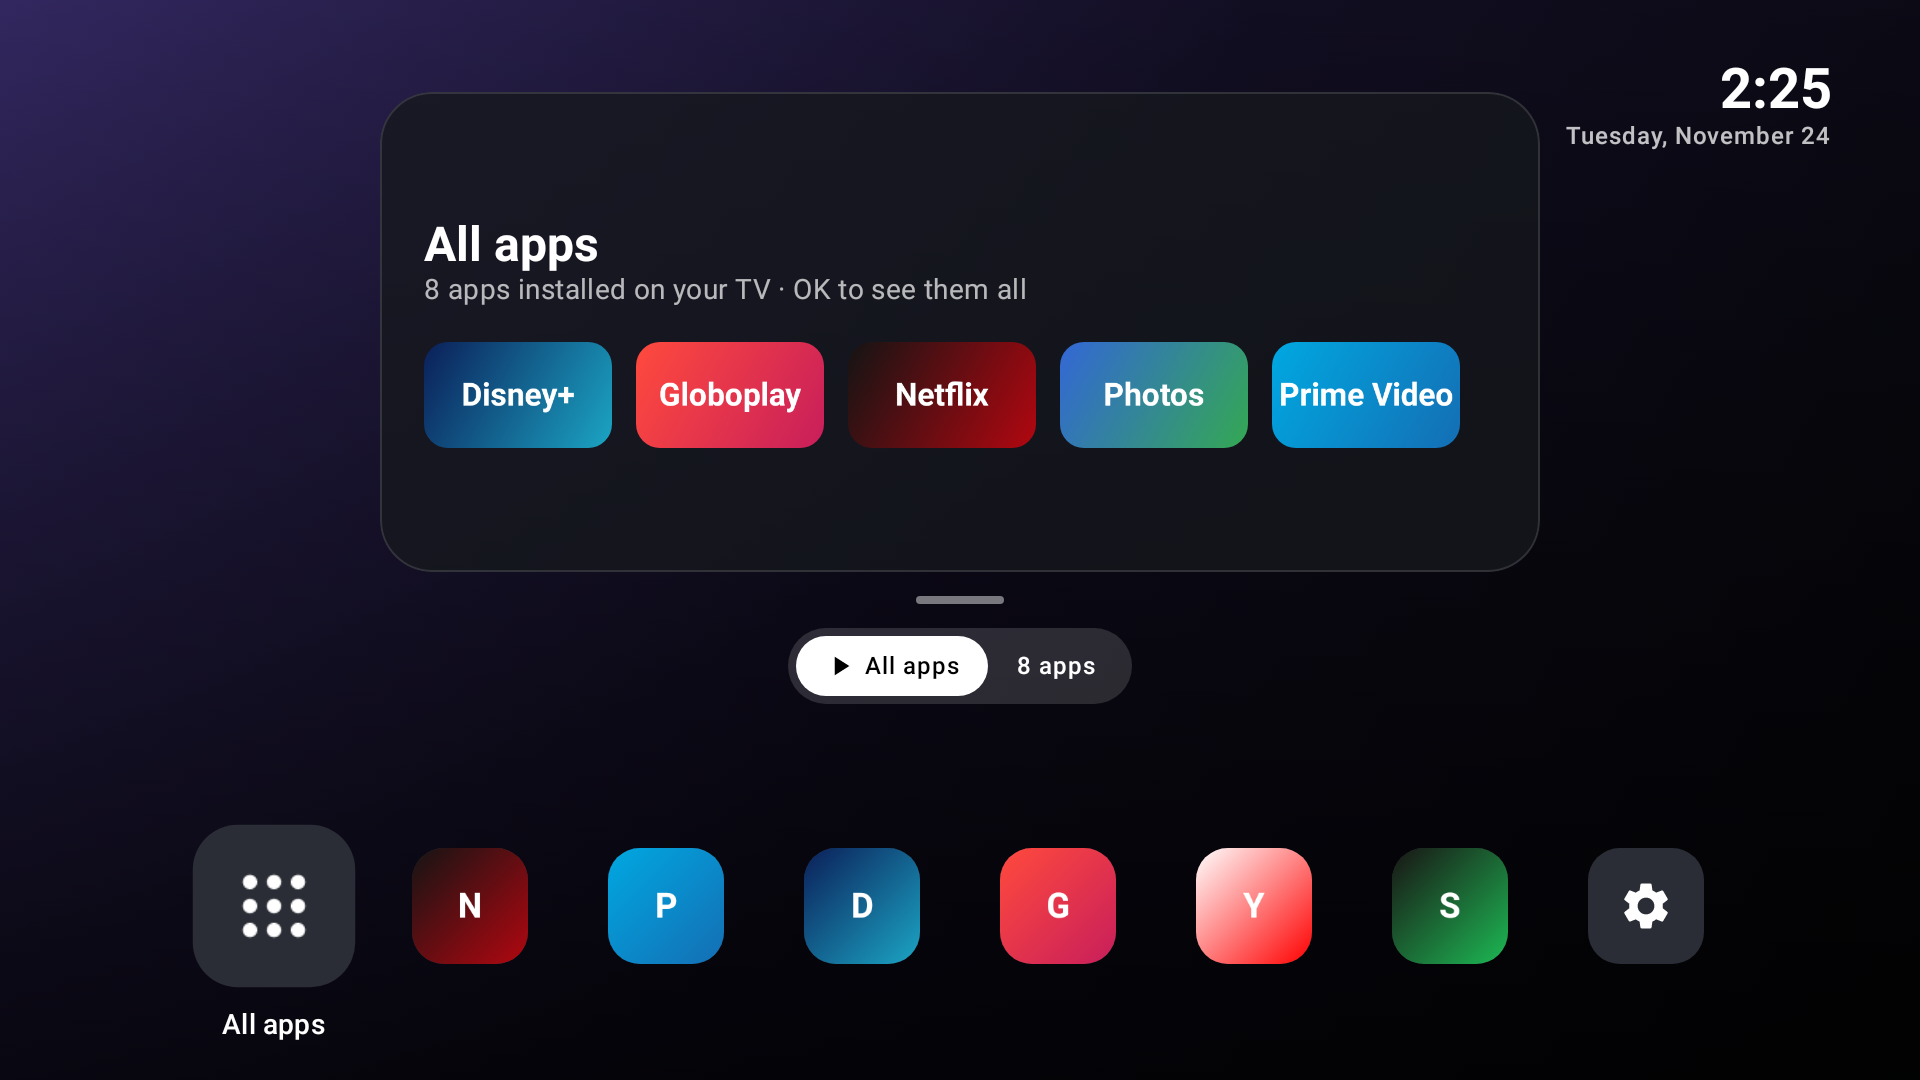 2:25
Tuesday, November 24
All apps
8 apps installed on your TV · OK to see them all
Disney+
Globoplay
Netflix
Photos
Prime Video
All apps
8 apps
N
P
D
G
Y
S
All apps